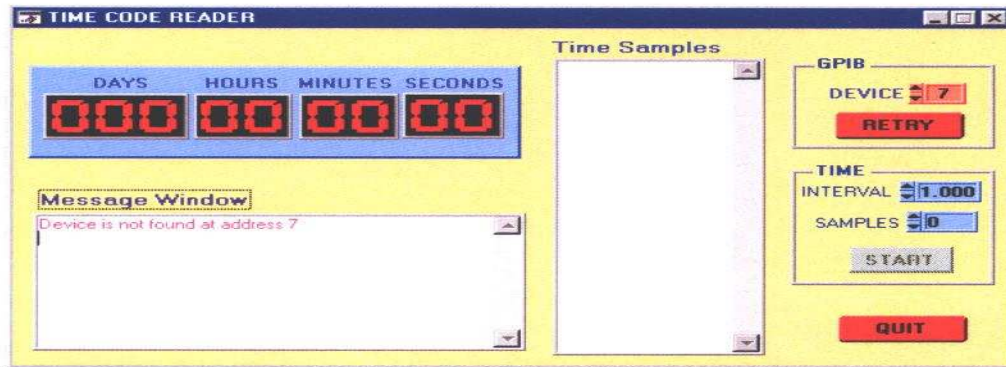 TIME CODE READER
DAYS HOURS MINUTES SECONDS
000 00 00 00
Message Window
Device is not found at address 7
Time Samples
GPIB
DEVICE 7
RETRY
TIME
INTERVAL 1.000
SAMPLES 0
START
QUIT